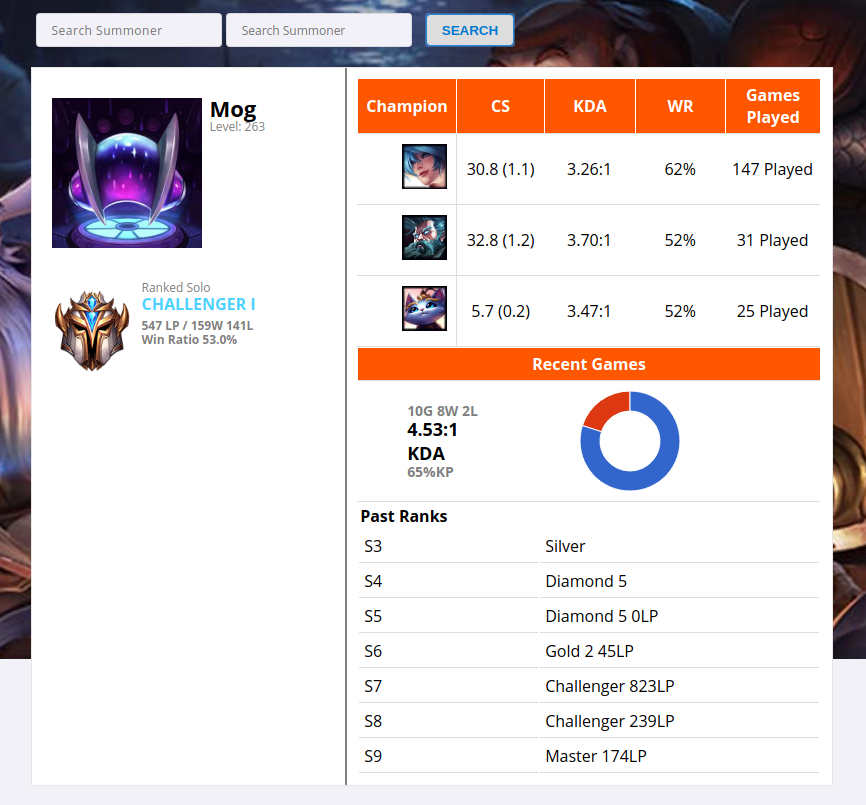 Search Summoner Search Summoner SEARCH
Mog
Level: 263
Ranked Solo
CHALLENGER I
547 LP / 159W 141L
Win Ratio 53.0%
Champion CS KDA WR Games Played
30.8 (1.1) 3.26:1 62% 147 Played
32.8 (1.2) 3.70:1 52% 31 Played
5.7 (0.2) 3.47:1 52% 25 Played
Recent Games
10G 8W 2L
4.53:1
KDA
65%KP
Past Ranks
S3 Silver
S4 Diamond 5
S5 Diamond 5 0LP
S6 Gold 2 45LP
S7 Challenger 823LP
S8 Challenger 239LP
S9 Master 174LP